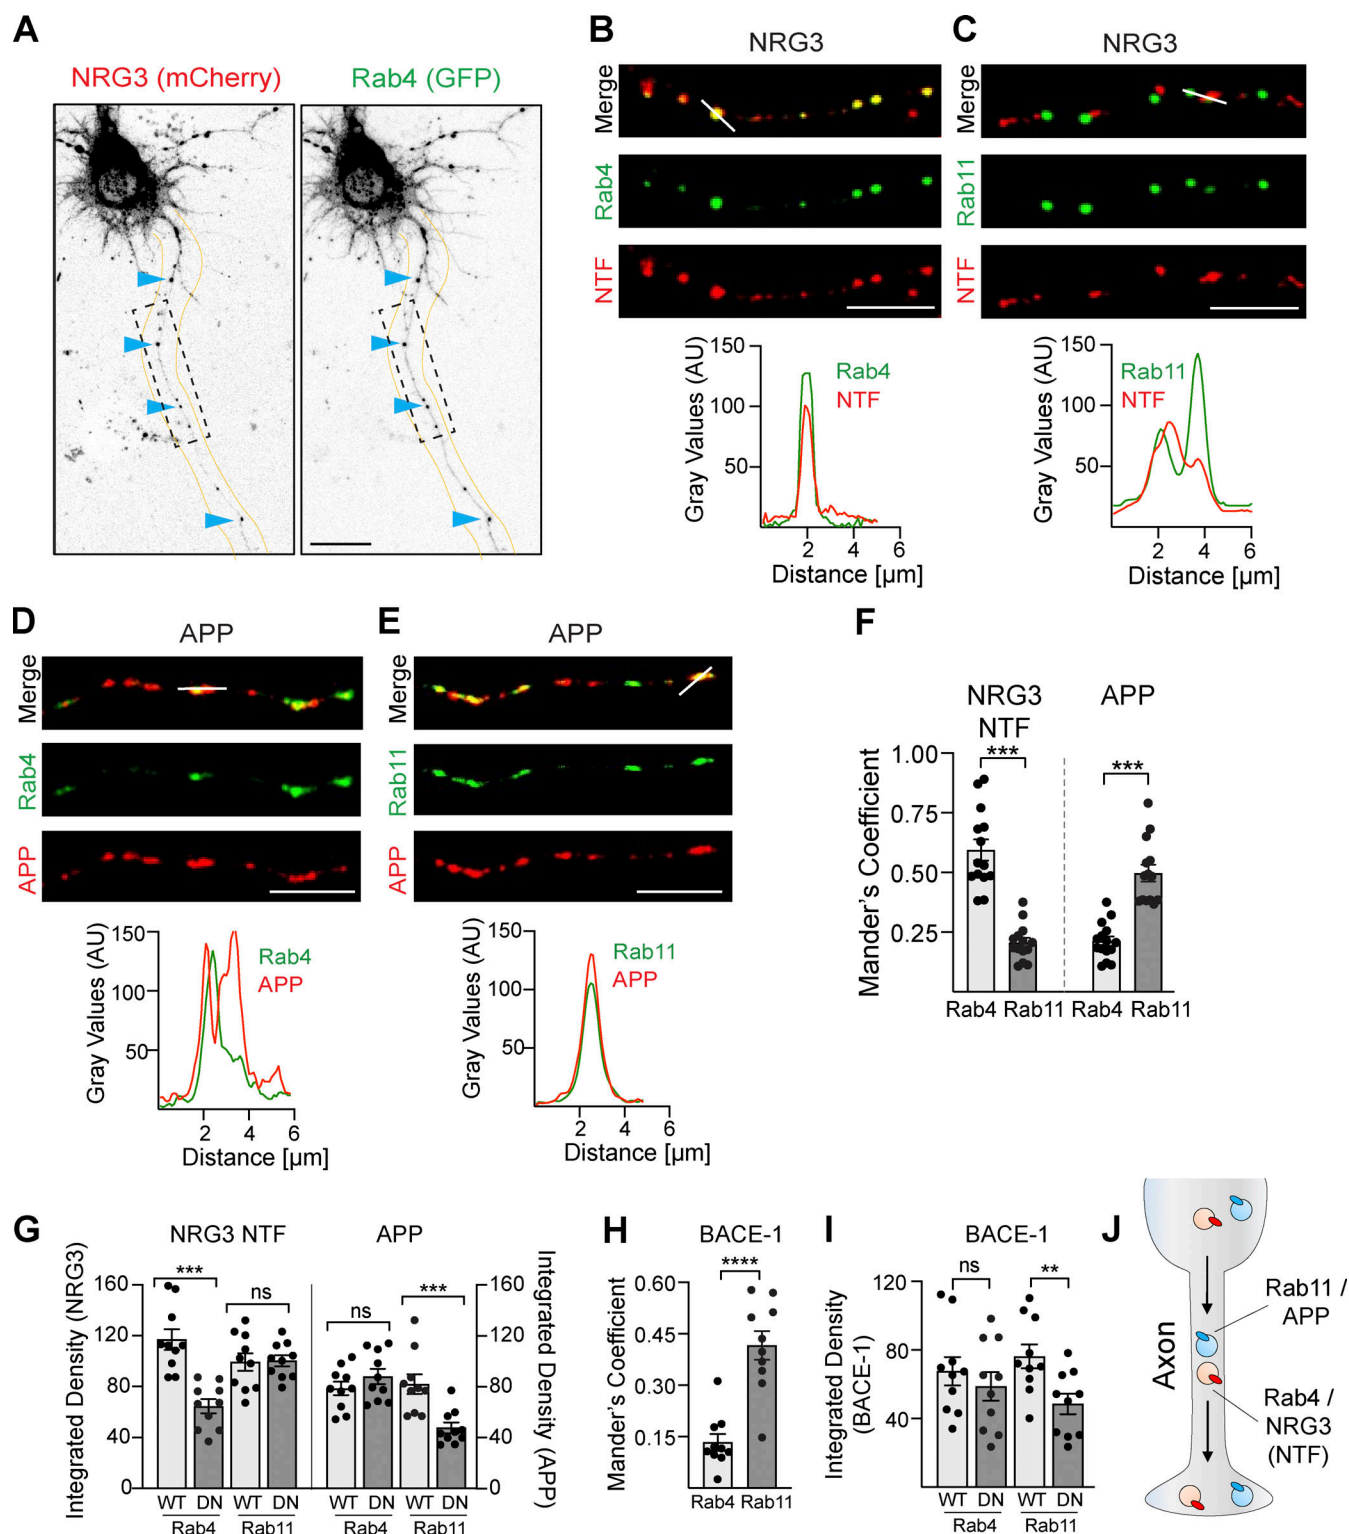 A
NRG3 (mCherry)
Rab4 (GFP)
B
NRG3
Merge
Rab4
NTF
Gray Values (AU)
150
100
50
Rab4
NTF
2
4
6
Distance [µm]
C
NRG3
Merge
Rab11
NTF
Gray Values (AU)
150
100
50
Rab11
NTF
2
4
6
Distance [µm]
D
APP
Merge
Rab4
APP
Gray Values (AU)
150
100
50
Rab4
APP
2
4
6
Distance [µm]
E
APP
Merge
Rab11
APP
Gray Values (AU)
150
100
50
Rab11
APP
2
4
6
Distance [µm]
F
NRG3
NTF
APP
Mander's Coefficient
1.00
0.75
0.50
0.25
***
***
Rab4
Rab11
Rab4
Rab11
G
NRG3 NTF
APP
Integrated Density (NRG3)
160
120
80
40
0
***
ns
ns
***
160
120
80
40
0
Integrated Density (APP)
WT
DN
WT
DN
WT
DN
WT
DN
Rab4
Rab11
Rab4
Rab11
H
BACE-1
Mander's Coefficient
0.60
0.45
0.30
0.15
****
Rab4
Rab11
I
BACE-1
Integrated Density
(BACE-1)
120
80
40
ns
**
WT
DN
WT
DN
Rab4
Rab11
J
Axon
Rab11 /
APP
Rab4 /
NRG3
(NTF)